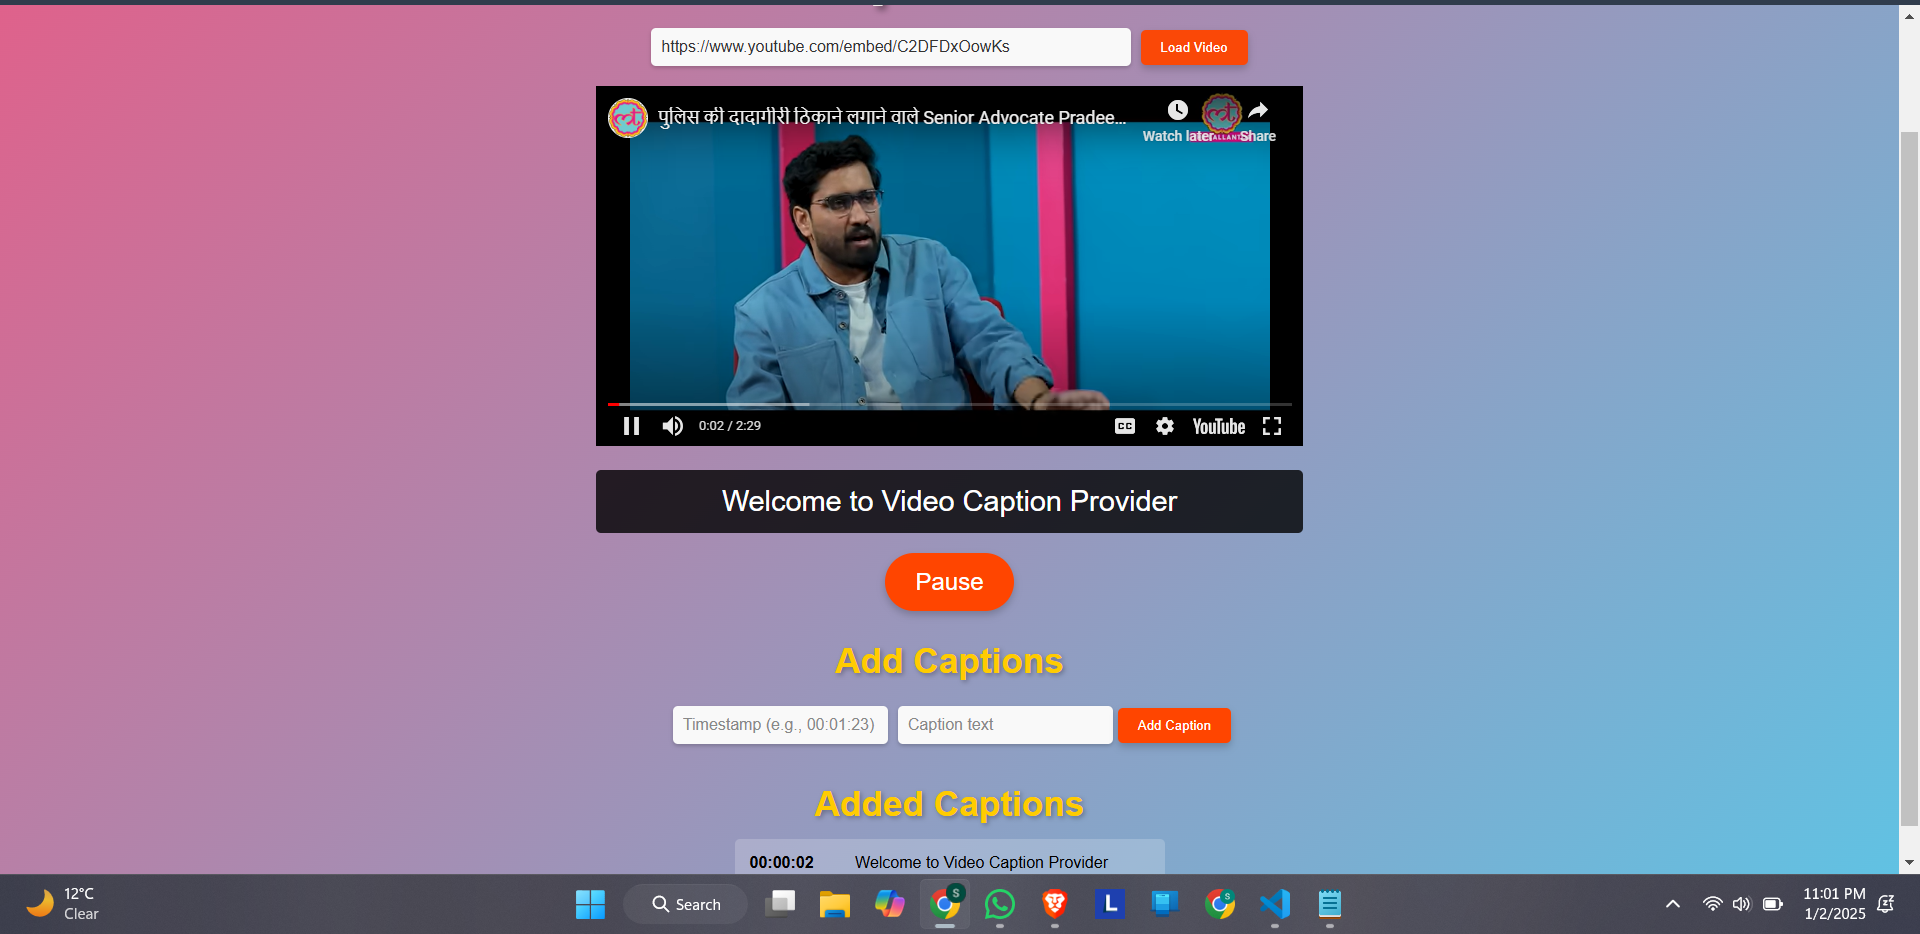 https://www.youtube.com/embed/C2DFDxOowKs
Load Video
पुलिस की दादागीरी ठिकाने लगाने वाले Senior Advocate Pradee...
Watch later
Share
0:02 / 2:29
CC
YouTube
Welcome to Video Caption Provider
Pause
Add Captions
Timestamp (e.g., 00:01:23)
Caption text
Add Caption
Added Captions
00:00:02 Welcome to Video Caption Provider
12°C
Clear
Search
S
L
S
11:01 PM
1/2/2025